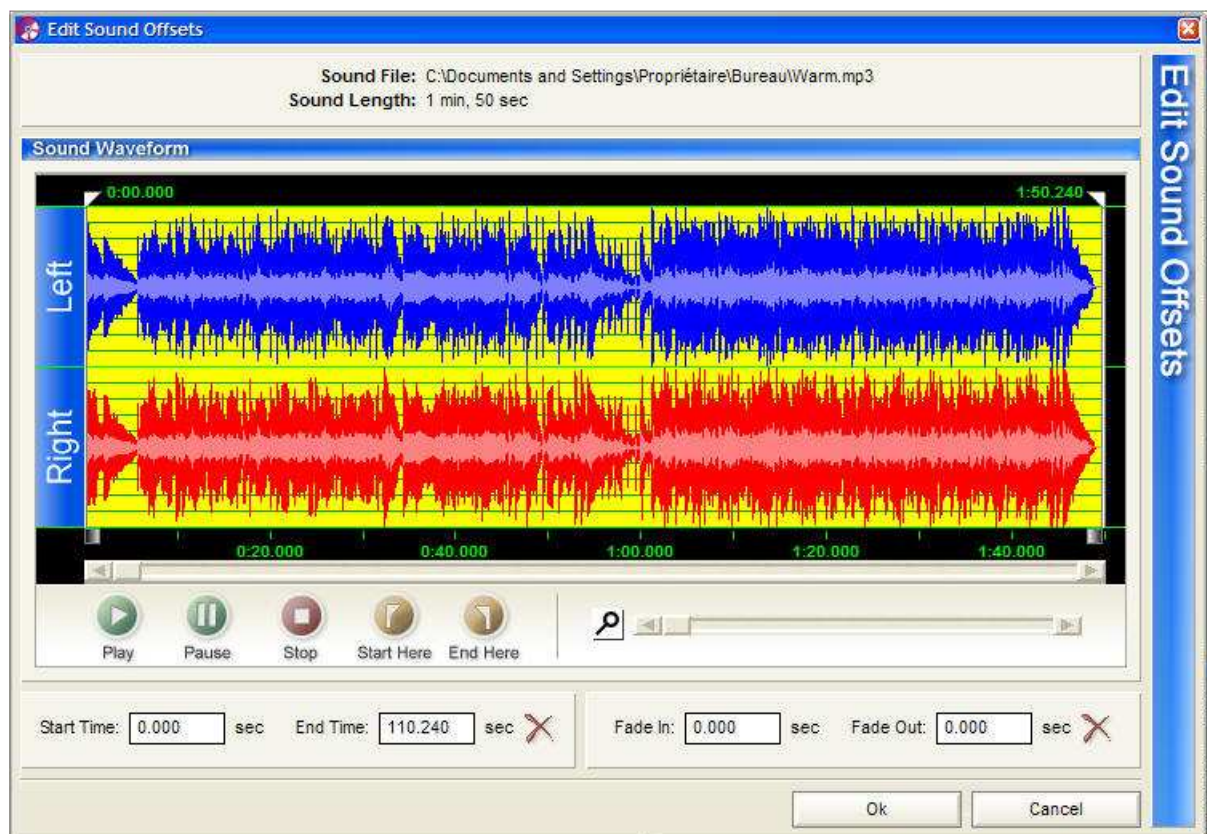 Edit Sound Offsets
Sound File: C:\Documents and Settings\Propriétaire\Bureau\Warm.mp3
Sound Length: 1 min, 50 sec
Edit Sound Offsets
Sound Waveform
0:00.000 1:50.240
Left
Right
0:20.000 0:40.000 1:00.000 1:20.000 1:40.000
Play Pause Stop Start Here End Here
Start Time: 0.000 sec End Time: 110.240 sec Fade In: 0.000 sec Fade Out: 0.000 sec
Ok Cancel